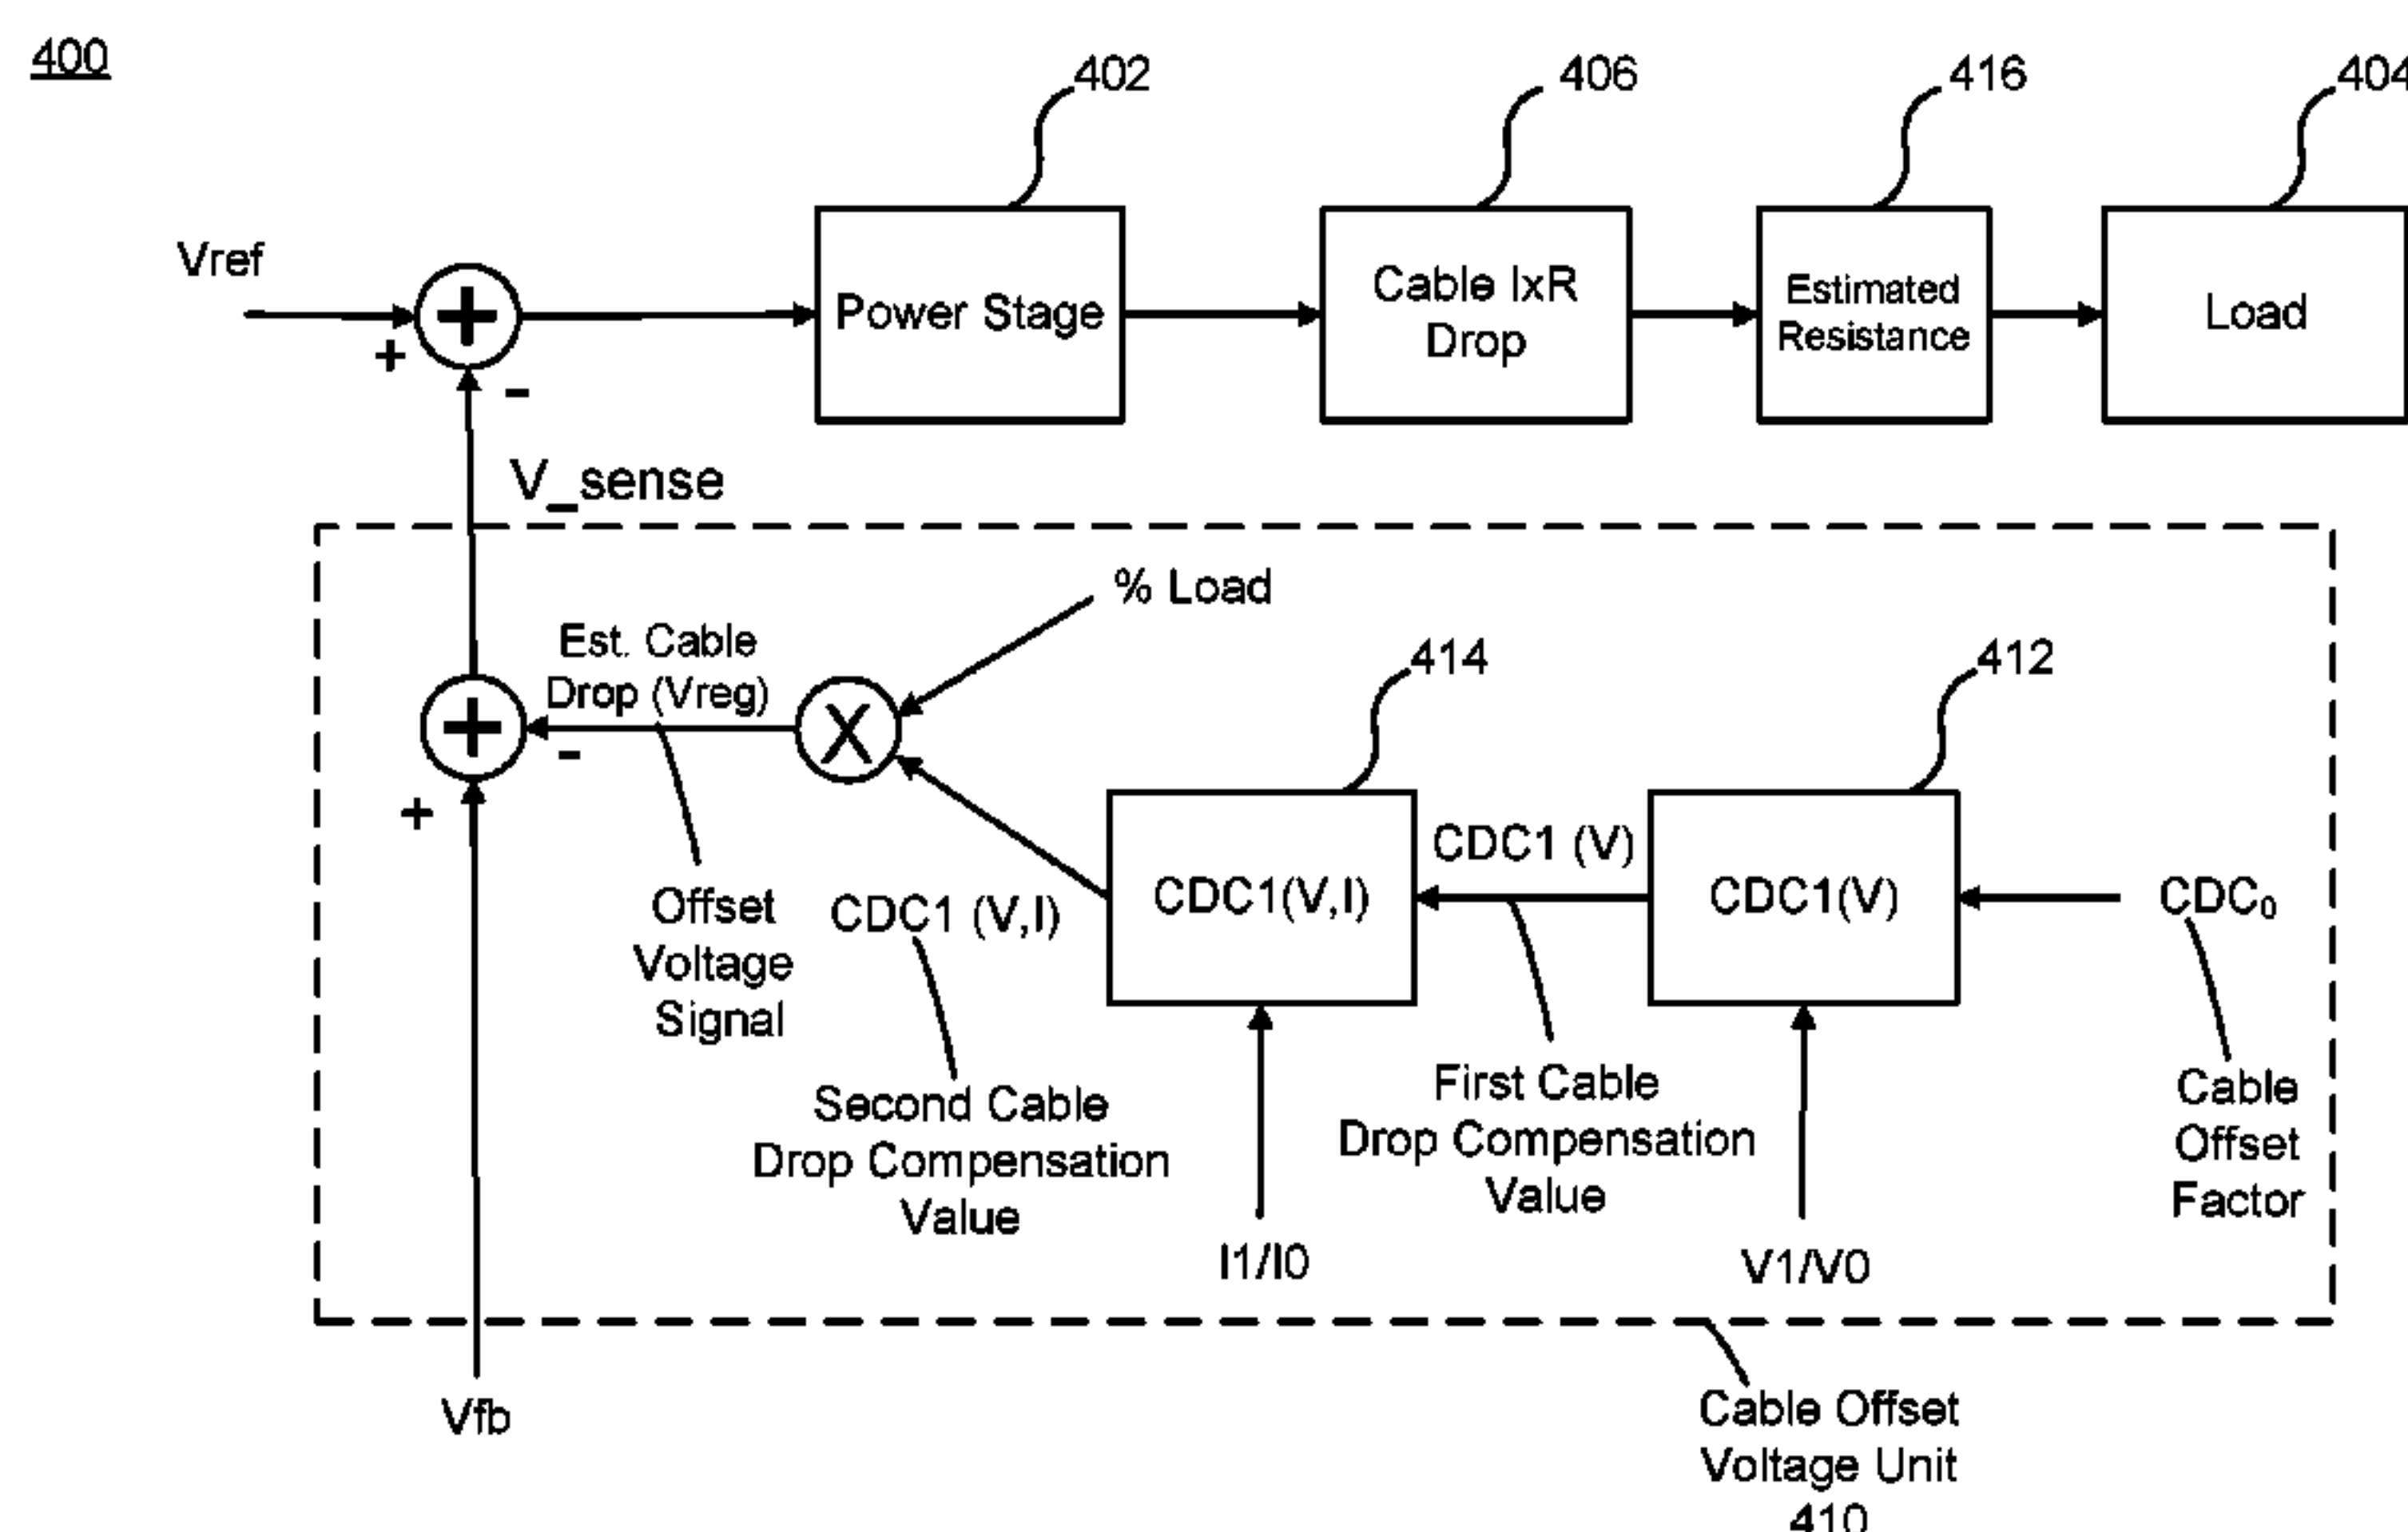 400
402
406
416
404
Vref
+
+
-
Power Stage
Cable IxR
Drop
Estimated
Resistance
Load
V_sense
% Load
Est. Cable
Drop (Vreg)
414
412
+
-
+
X
Offset
Voltage
Signal
CDC1 (V,I)
CDC1(V,I)
CDC1 (V)
CDC1(V)
CDC₀
Second Cable
Drop Compensation
Value
First Cable
Drop Compensation
Value
Cable
Offset
Factor
I1/I0
V1/V0
Vfb
Cable Offset
Voltage Unit
410